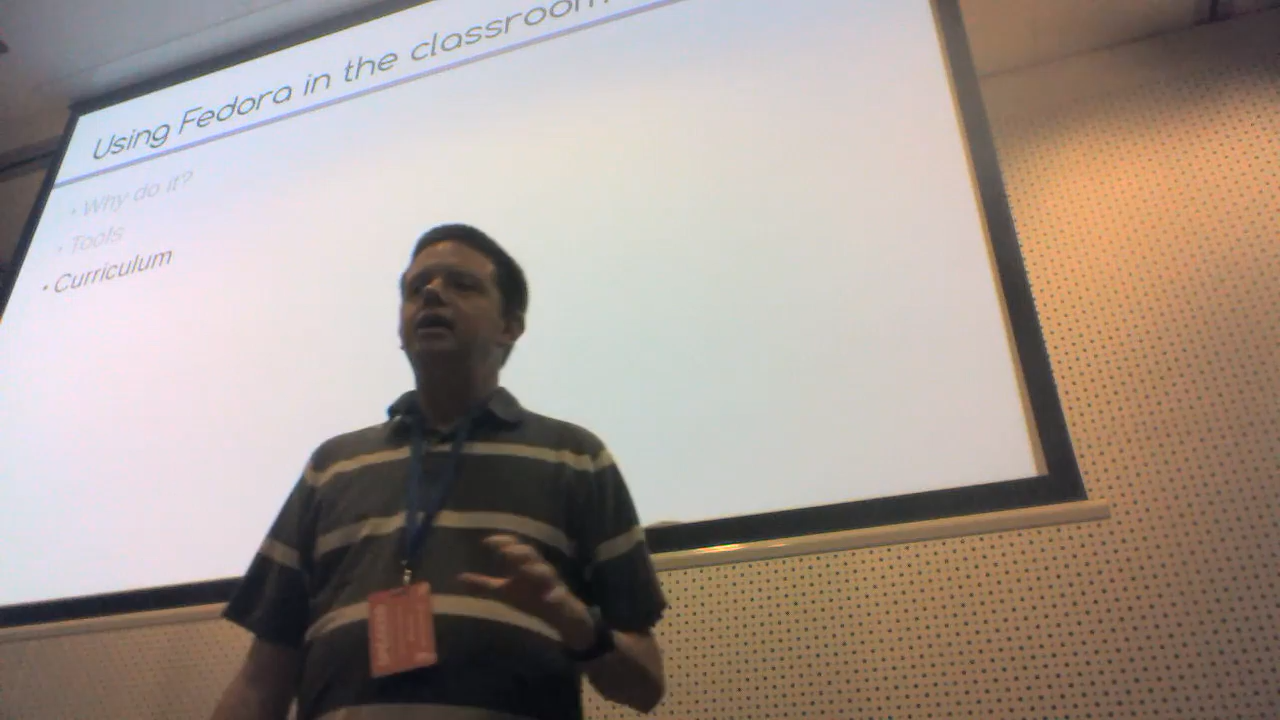 Using Fedora in the classroom
• Why do it?
• Tools
• Curriculum